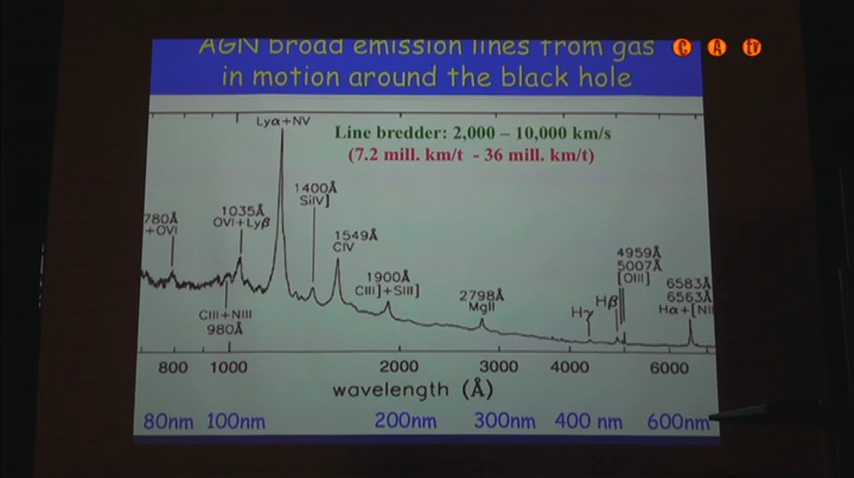 AGN broad emission lines from gas
in motion around the black hole
C A tv
Lyα+NV
Line bredder: 2,000 – 10,000 km/s
(7.2 mill. km/t - 36 mill. km/t)
1400Å
SiIV]
780Å
+OVI
1035Å
OVI+Lyβ
1549Å
CIV
1900Å
CIII]+SIII]
2798Å
MgII
4959Å
5007Å
[OIII]
6583Å
6563Å
Hα+[NII
Hγ
Hβ
CIII+NIII
980Å
800 1000 2000 3000 4000 6000
wavelength (Å)
80nm 100nm 200nm 300nm 400 nm 600nm